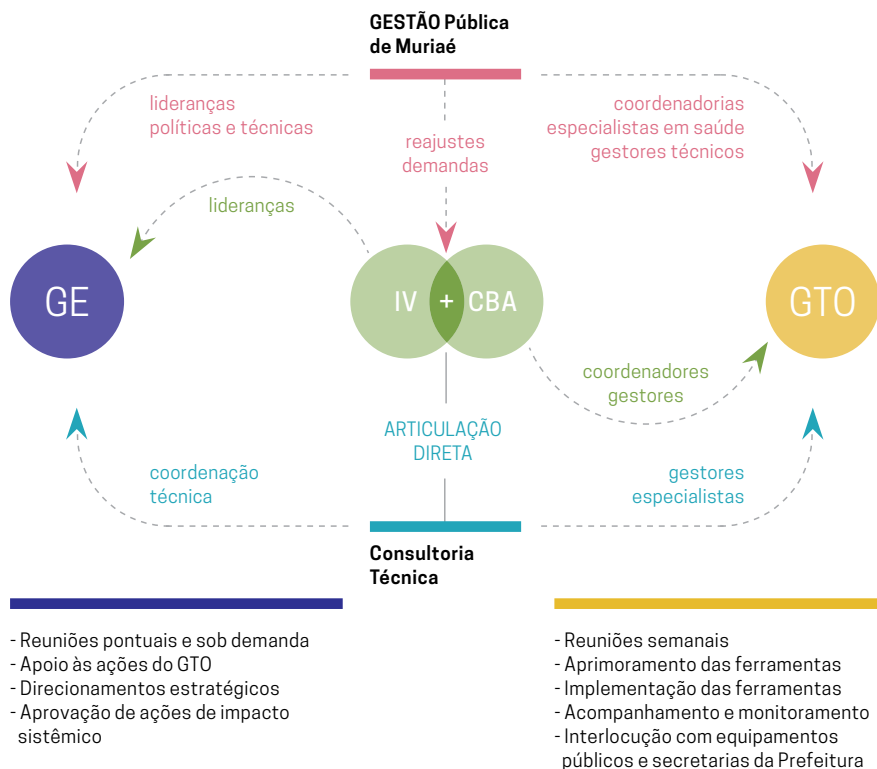 GESTÃO Pública
de Muriaé
lideranças
políticas e técnicas
reajustes
demandas
coordenadorias
especialistas em saúde
gestores técnicos
lideranças
GE
IV + CBA
GTO
coordenadores
gestores
ARTICULAÇÃO
DIRETA
coordenação
técnica
gestores
especialistas
Consultoria
Técnica
- Reuniões pontuais e sob demanda
- Apoio às ações do GTO
- Direcionamentos estratégicos
- Aprovação de ações de impacto
sistêmico
- Reuniões semanais
- Aprimoramento das ferramentas
- Implementação das ferramentas
- Acompanhamento e monitoramento
- Interlocução com equipamentos
públicos e secretarias da Prefeitura